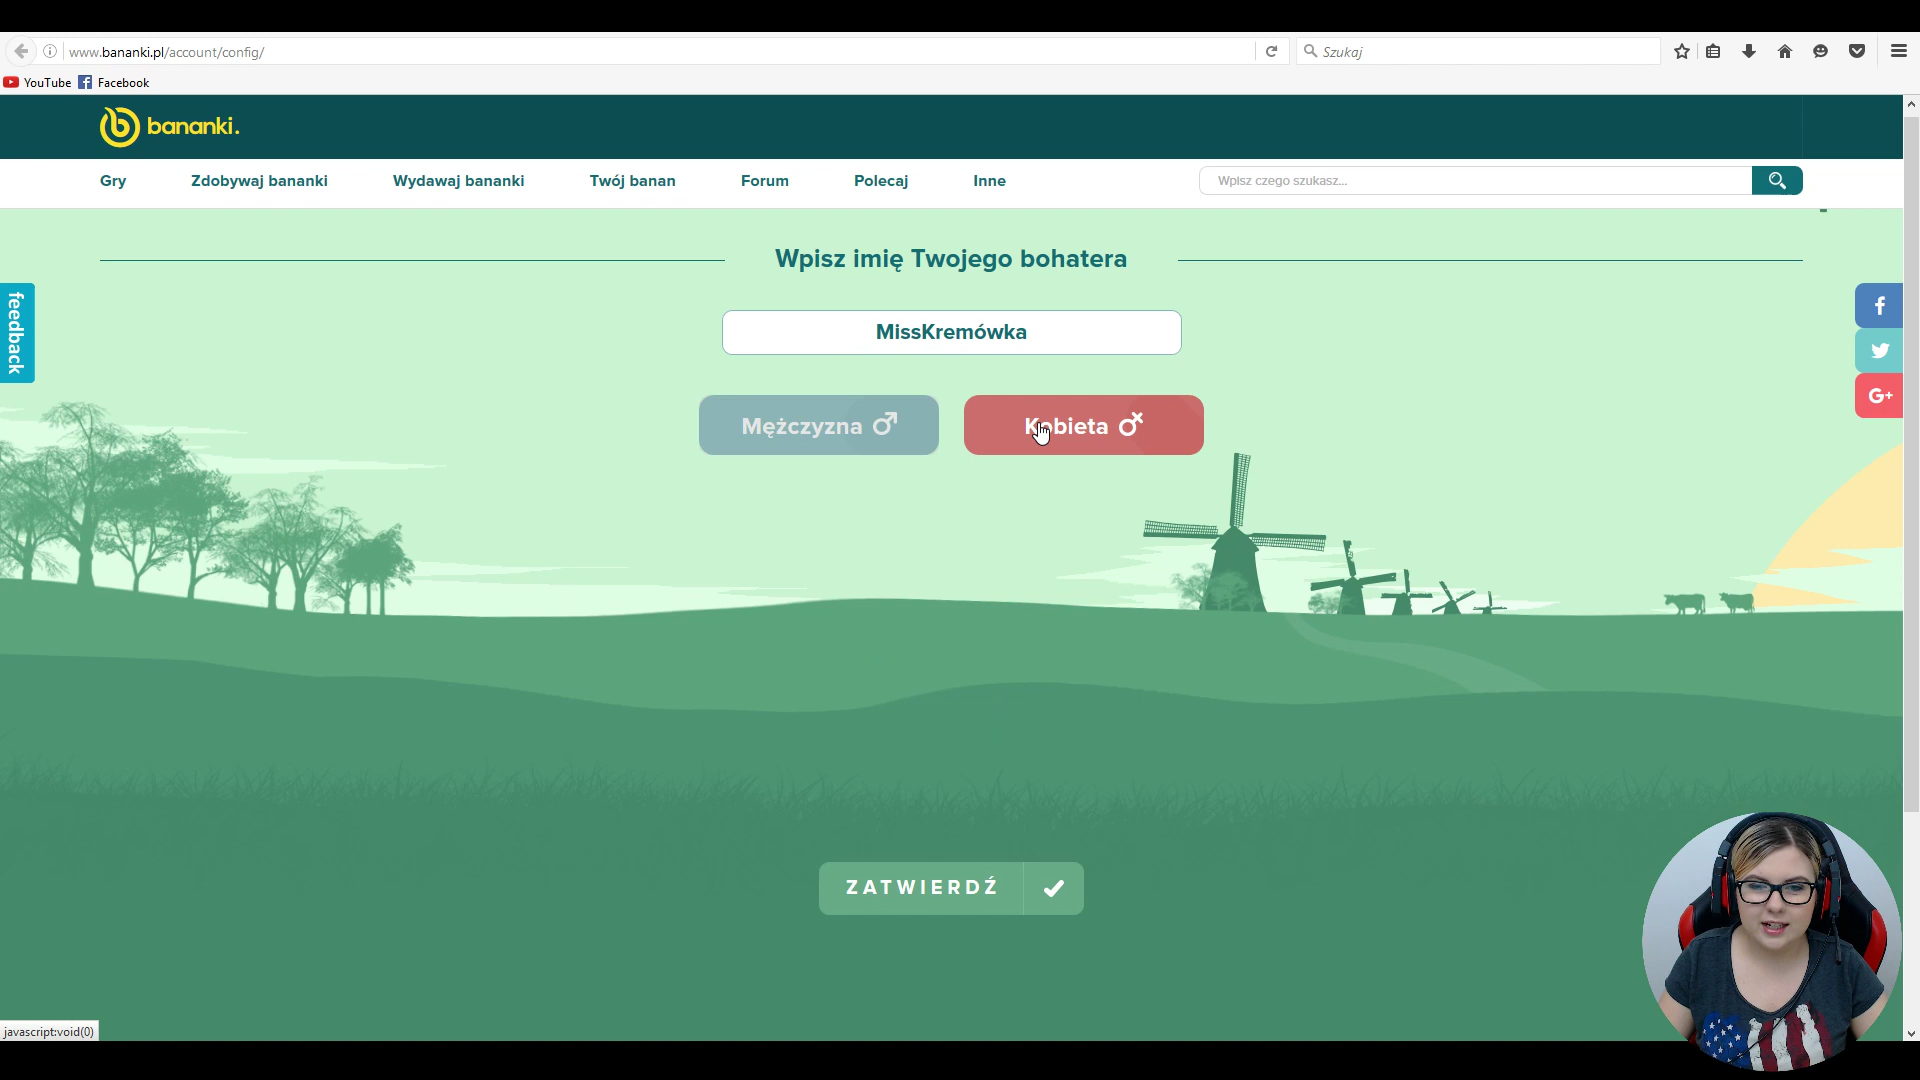 www.bananki.pl/account/config/
Szukaj
YouTube Facebook
bananki.
Gry Zdobywaj bananki Wydawaj bananki Twój banan Forum Polecaj Inne
Wpisz czego szukasz...
Wpisz imię Twojego bohatera
feedback
MissKremówka
Mężczyzna Kobieta
ZATWIERDŹ
javascript:void(0)